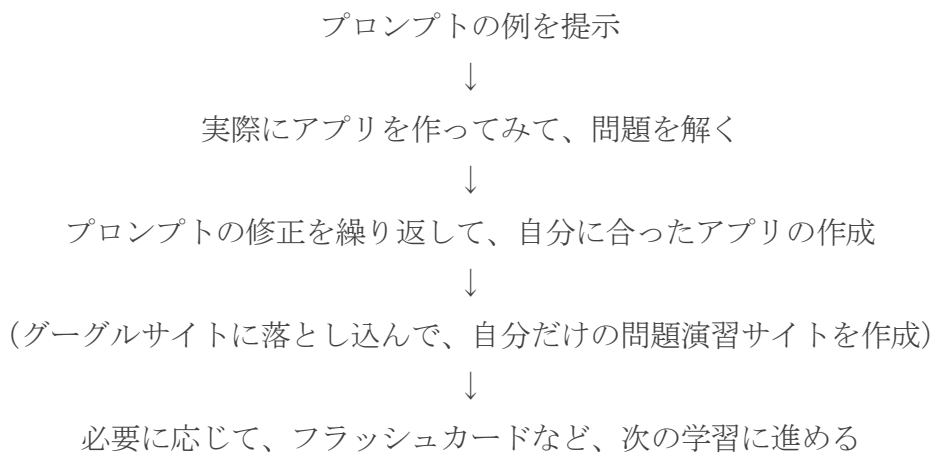 プロンプトの例を提示
↓
実際にアプリを作ってみて、問題を解く
↓
プロンプトの修正を繰り返して、自分に合ったアプリの作成
↓
（グーグルサイトに落とし込んで、自分だけの問題演習サイトを作成）
↓
必要に応じて、フラッシュカードなど、次の学習に進める